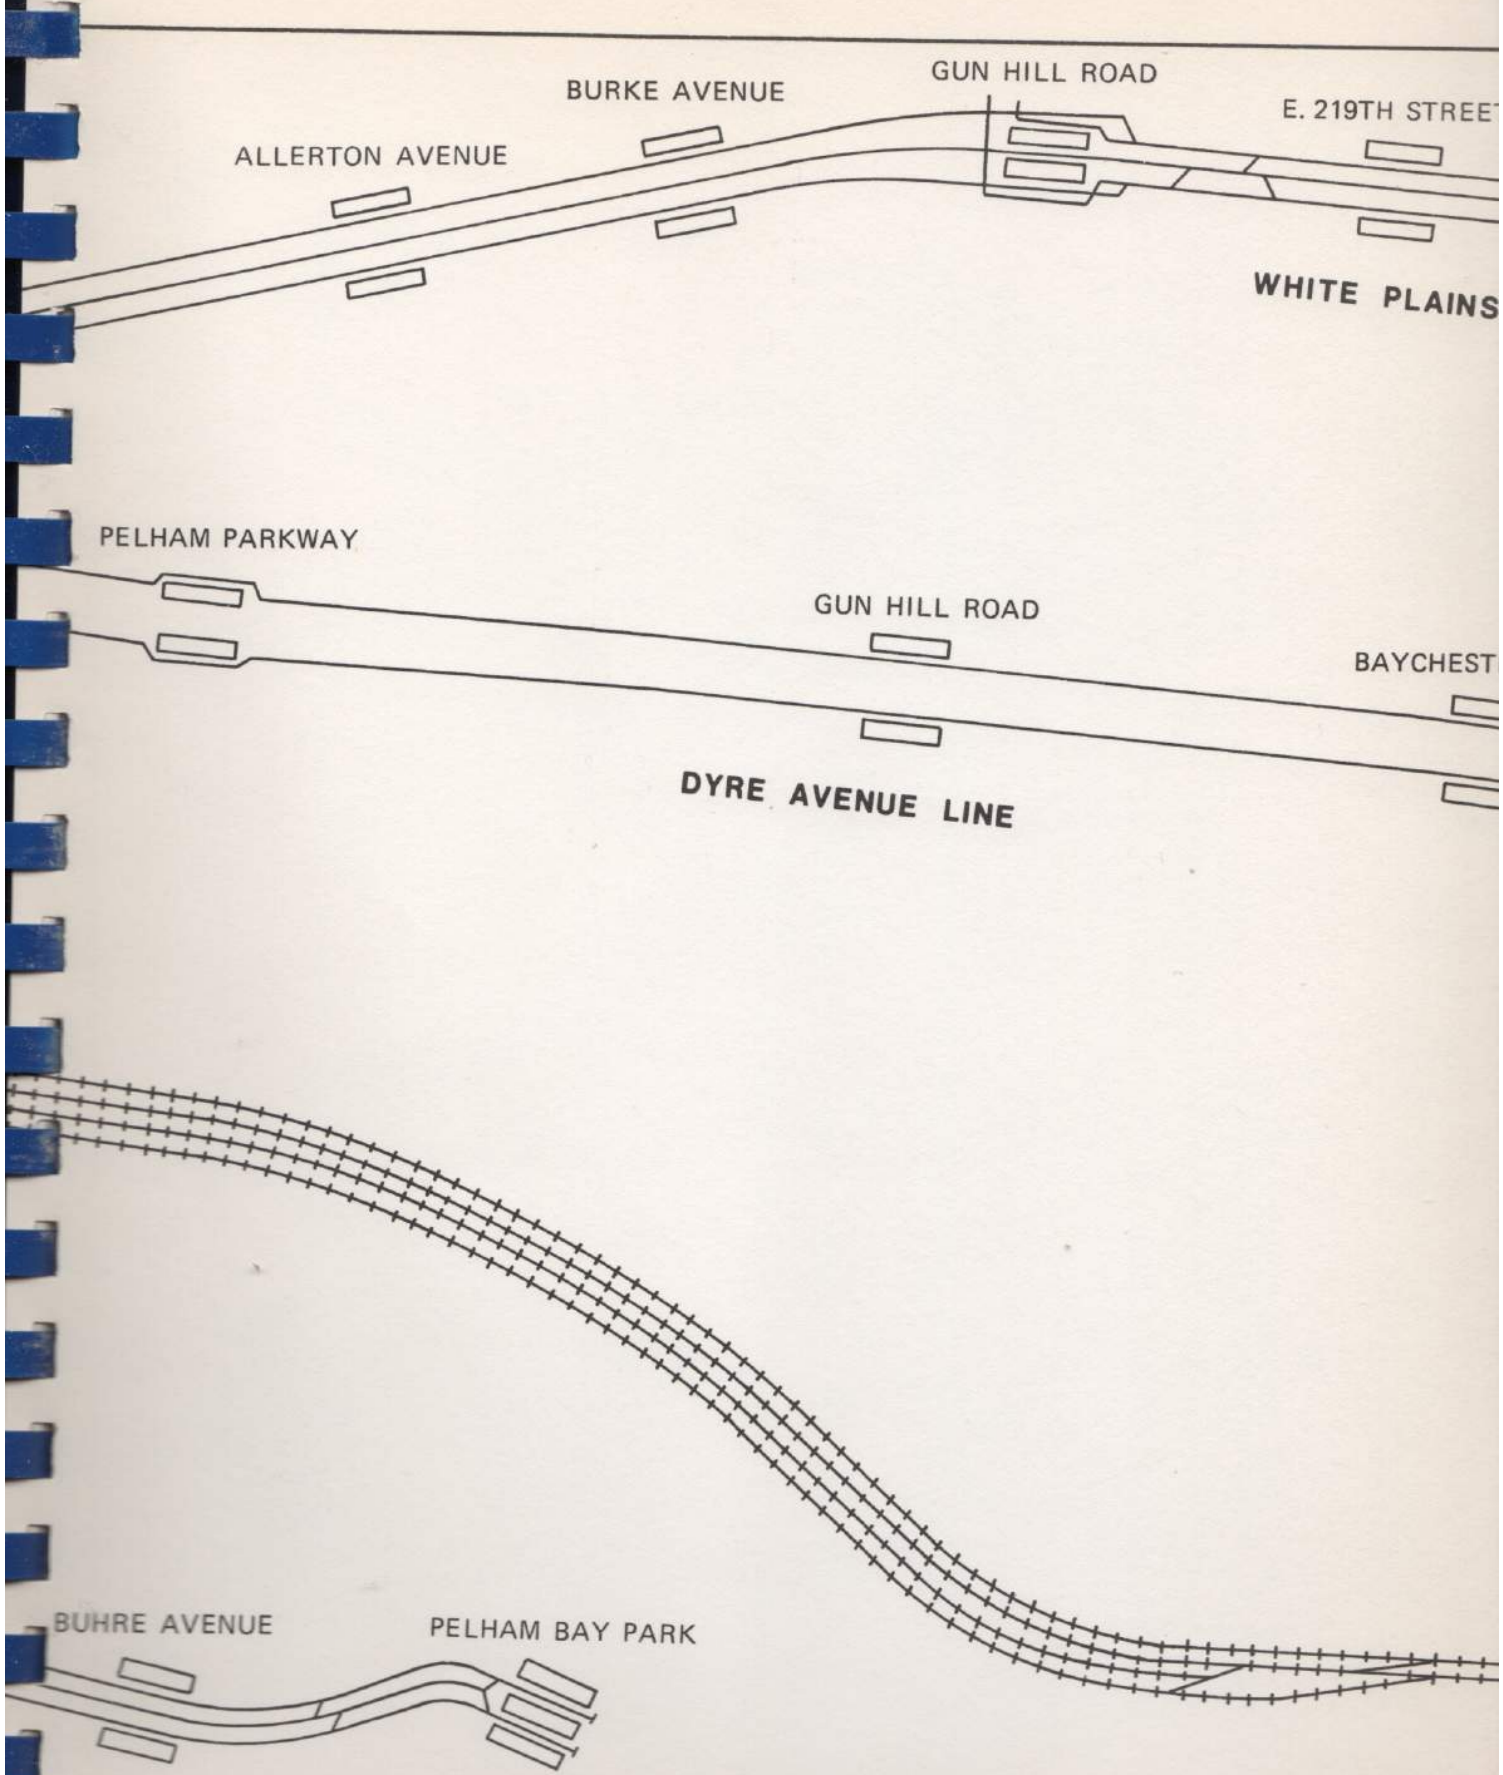 GUN HILL ROAD
BURKE AVENUE
E. 219TH STREET
ALLERTON AVENUE
WHITE PLAINS
PELHAM PARKWAY
GUN HILL ROAD
BAYCHEST
DYRE AVENUE LINE
BUHRE AVENUE
PELHAM BAY PARK